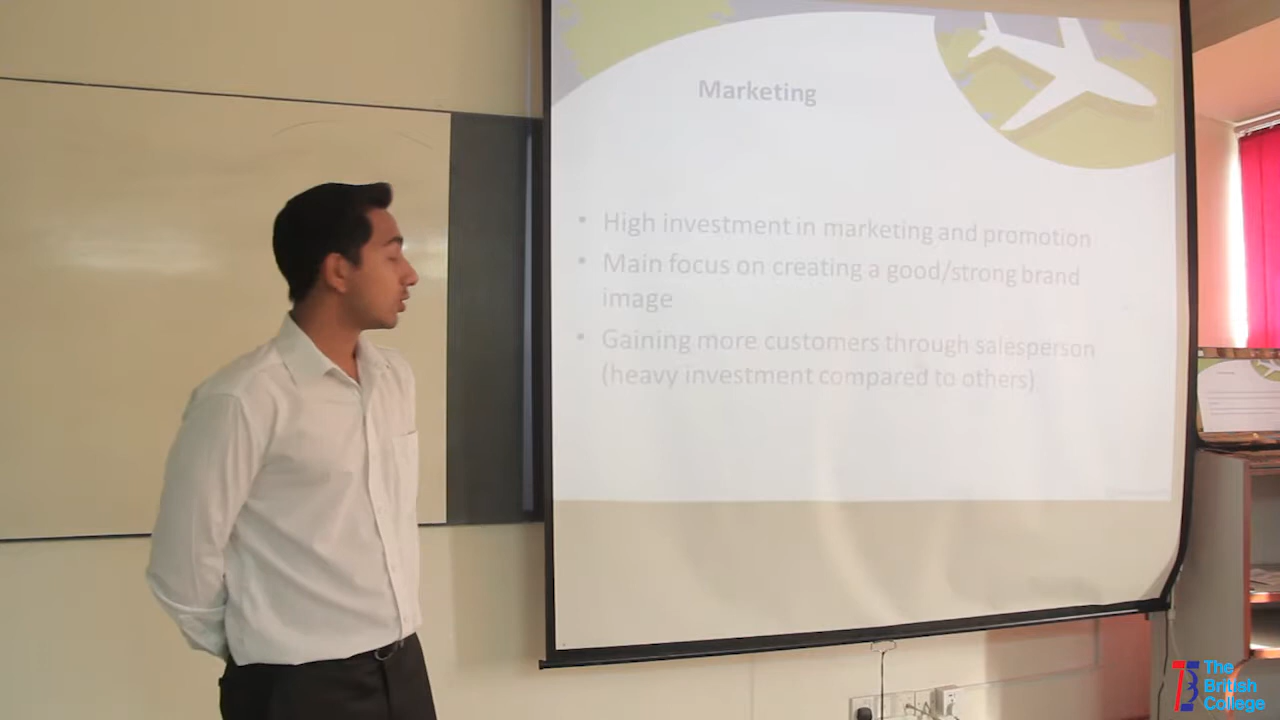 Marketing
• High investment in marketing and promotion
• Main focus on creating a good/strong brand
image
• Gaining more customers through salesperson
(heavy investment compared to others)
The
British
College